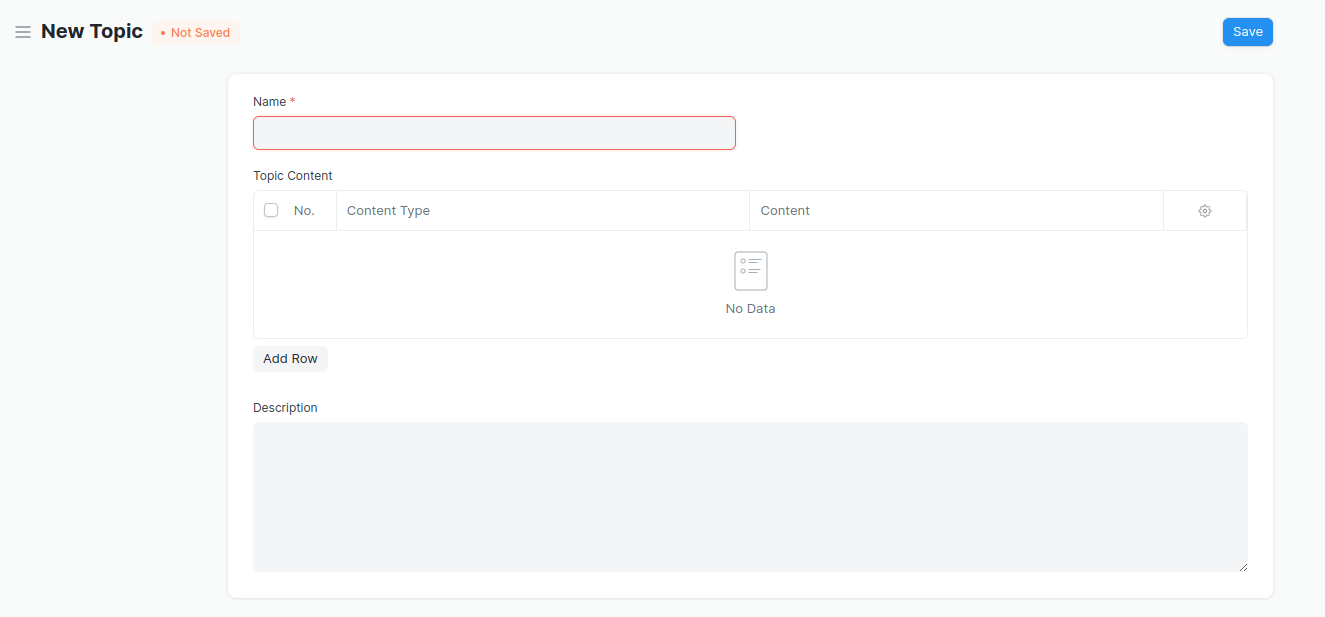 New Topic
• Not Saved
Save
Name *
Topic Content
No. Content Type Content
No Data
Add Row
Description